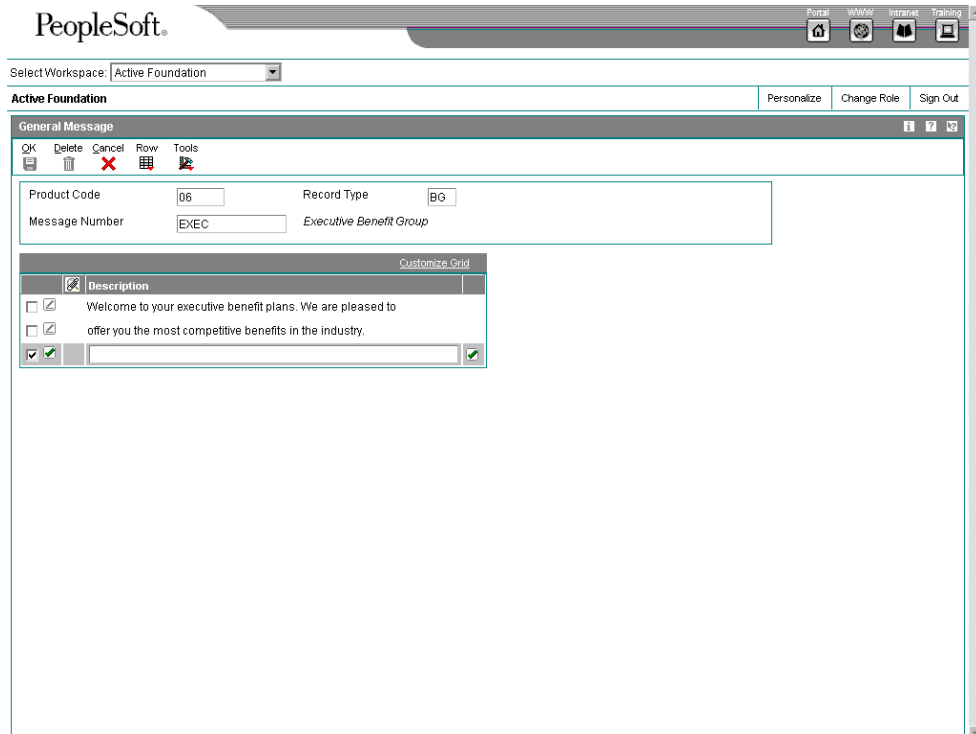 Portal WWW Intranet Training
PeopleSoft®
Select Workspace: Active Foundation
Active Foundation Personalize Change Role Sign Out
General Message i ? ?
OK Delete Cancel Row Tools
Product Code 06 Record Type BG
Message Number EXEC Executive Benefit Group
Customize Grid
Description
Welcome to your executive benefit plans. We are pleased to
offer you the most competitive benefits in the industry.